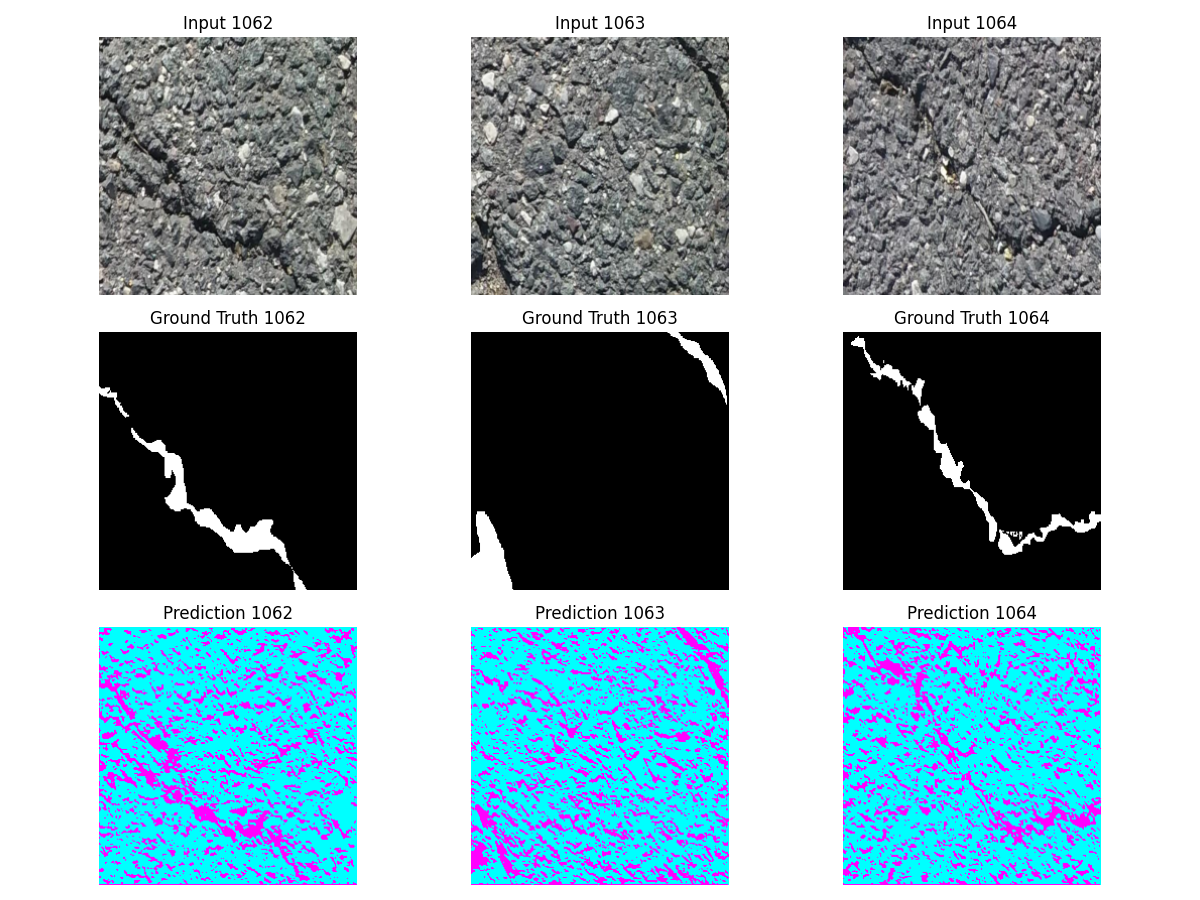 Input 1062
Input 1063
Input 1064
Ground Truth 1062
Ground Truth 1063
Ground Truth 1064
Prediction 1062
Prediction 1063
Prediction 1064